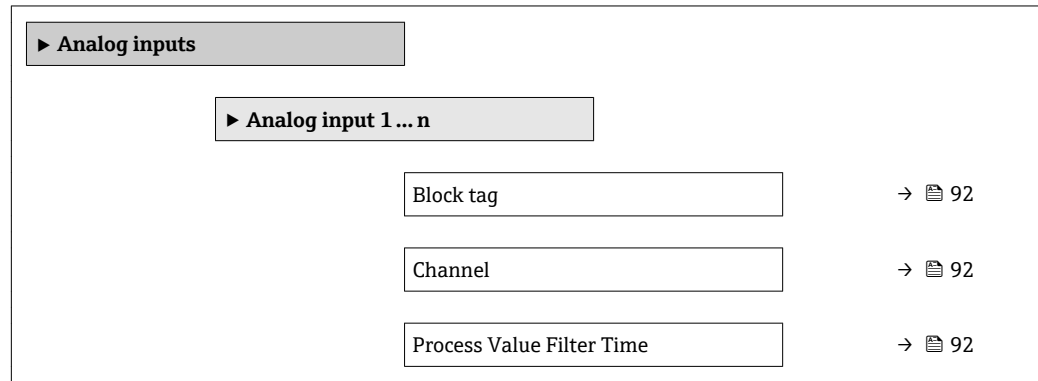 ▶ Analog inputs
▶ Analog input 1 … n
Block tag → 92
Channel → 92
Process Value Filter Time → 92